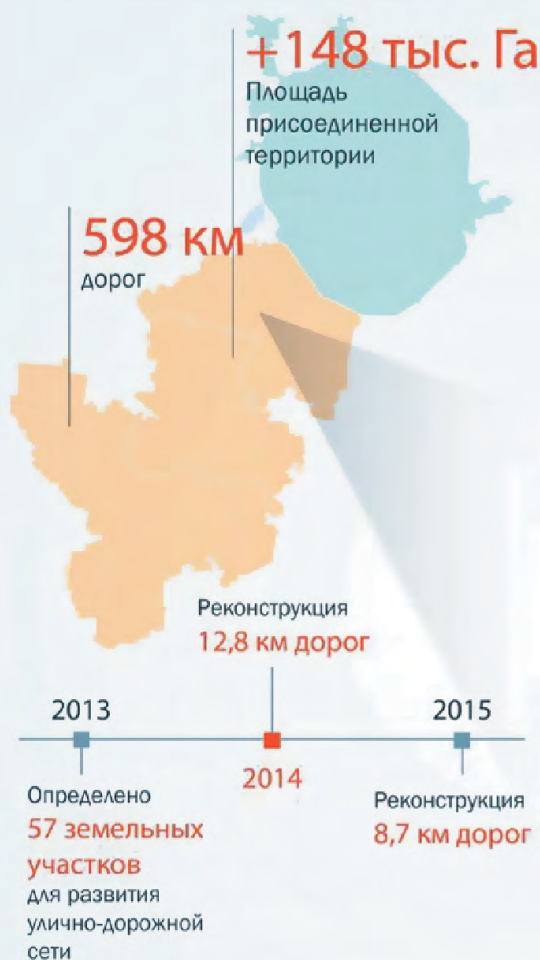 +148 тыс. Га
Площадь
присоединенной
территории
598 км
дорог
Реконструкция
12,8 км дорог
2013
2015
2014
Определено
57 земельных
участков
для развития
улично-дорожной
сети
Реконструкция
8,7 км дорог